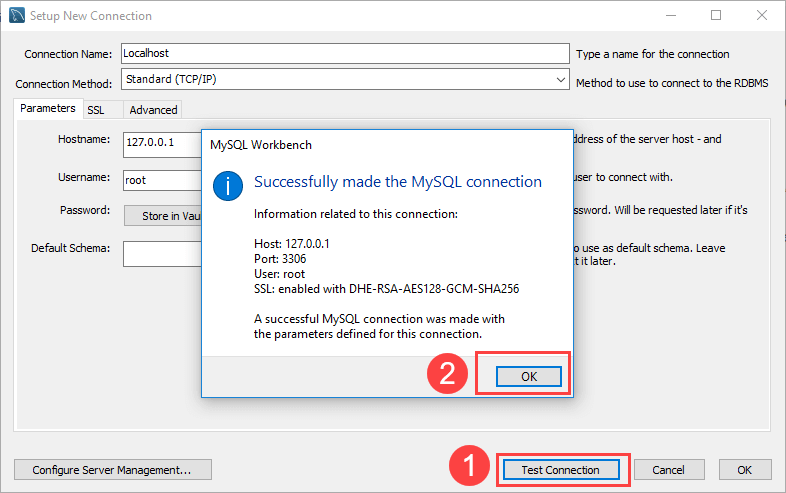 Setup New Connection
Connection Name: Localhost Type a name for the connection
Connection Method: Standard (TCP/IP) Method to use to connect to the RDBMS
Parameters SSL Advanced
Hostname: 127.0.0.1 address of the server host - and
Username: root user to connect with.
Password: Store in Vau ssword. Will be requested later if it's
Default Schema: o use as default schema. Leave
it later.
MySQL Workbench
Successfully made the MySQL connection
Information related to this connection:
Host: 127.0.0.1
Port: 3306
User: root
SSL: enabled with DHE-RSA-AES128-GCM-SHA256
A successful MySQL connection was made with
the parameters defined for this connection.
2 OK
1
Configure Server Management... Test Connection Cancel OK